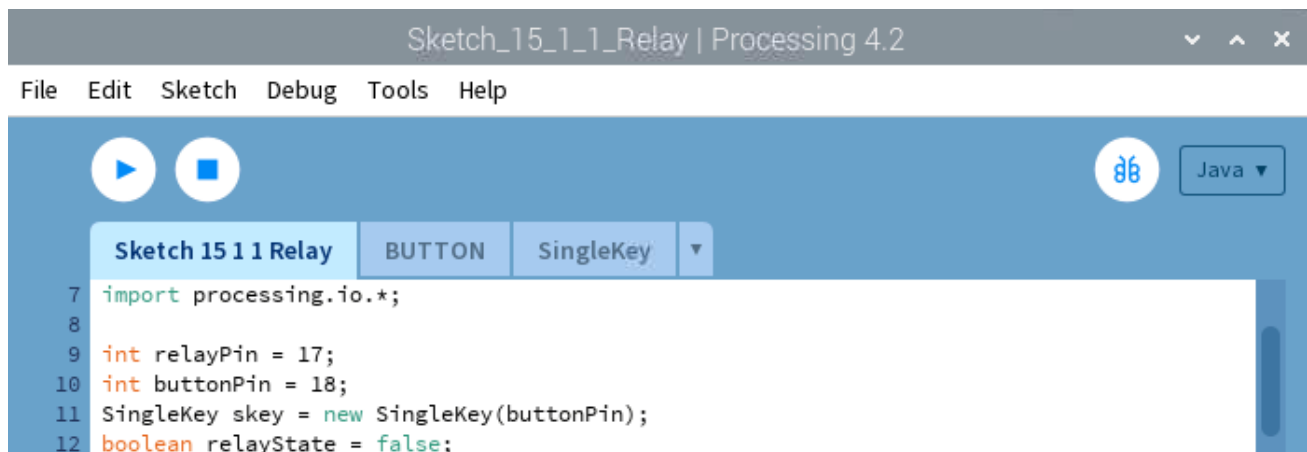 Sketch_15_1_1_Relay | Processing 4.2
File Edit Sketch Debug Tools Help
Java
Sketch 15 1 1 Relay BUTTON SingleKey
7 import processing.io.*;
8
9 int relayPin = 17;
10 int buttonPin = 18;
11 SingleKey skey = new SingleKey(buttonPin);
12 boolean relayState = false;